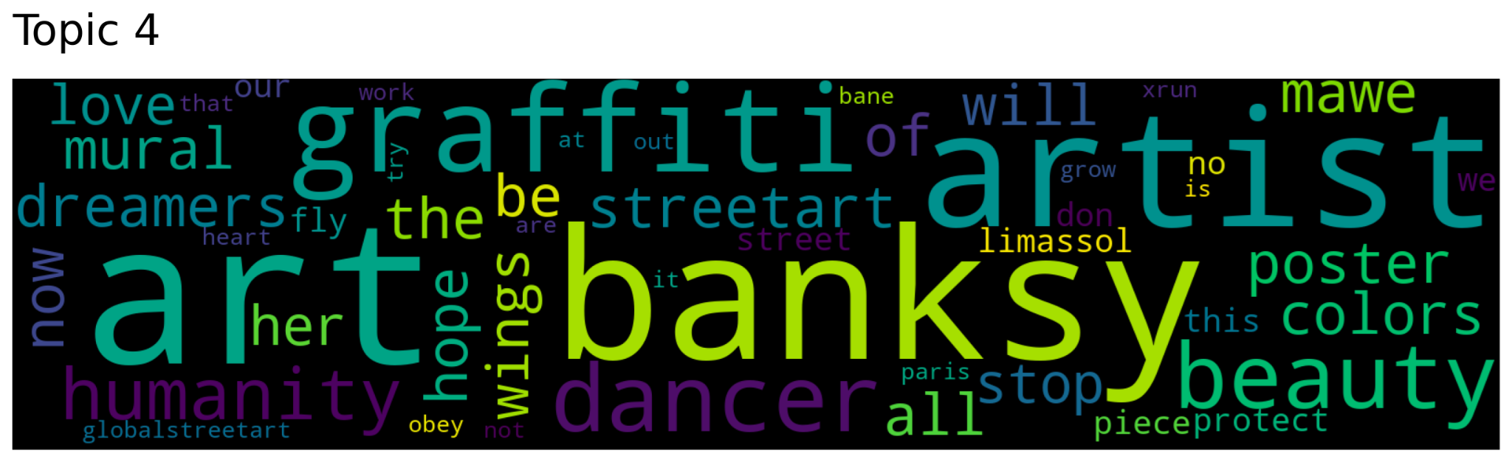 Topic 4
love
that
our
work
graffiti
bane
will
xrun
mawe
mural
try
at
out
of
artist
grow
no
is
we
dreamers
fly
the
be
are
streetart
don
heart
street
limassol
now
art
her
hope
wings
banksy
it
poster
this
colors
humanity
dancer
paris
stop
beauty
all
globalstreetart
obey
not
piece
protect